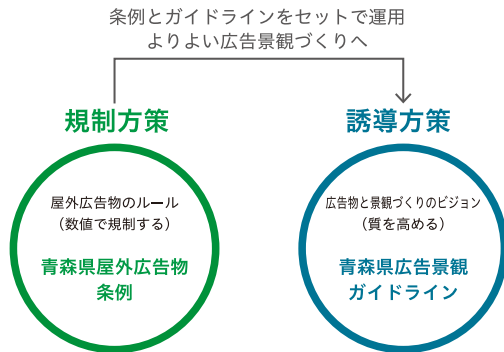 条例とガイドラインをセットで運用
よりよい広告景観づくりへ
規制方策
屋外広告物のルール
（数値で規制する）
青森県屋外広告物
条例
誘導方策
広告物と景観づくりのビジョン
（質を高める）
青森県広告景観
ガイドライン